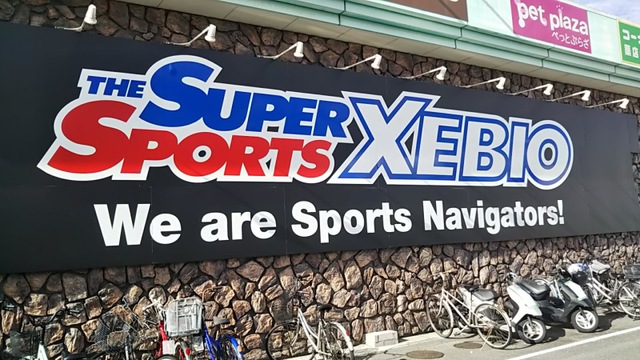 THE SUPER
SPORTS XEBIO
We are Sports Navigators!
pet plaza
ぺっとぷらざ